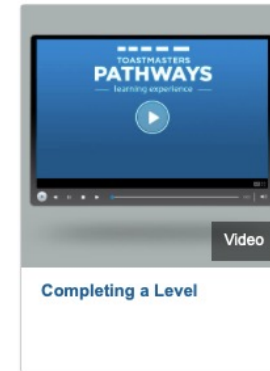 TOASTMASTERS
PATHWAYS
learning experience
Video
Completing a Level